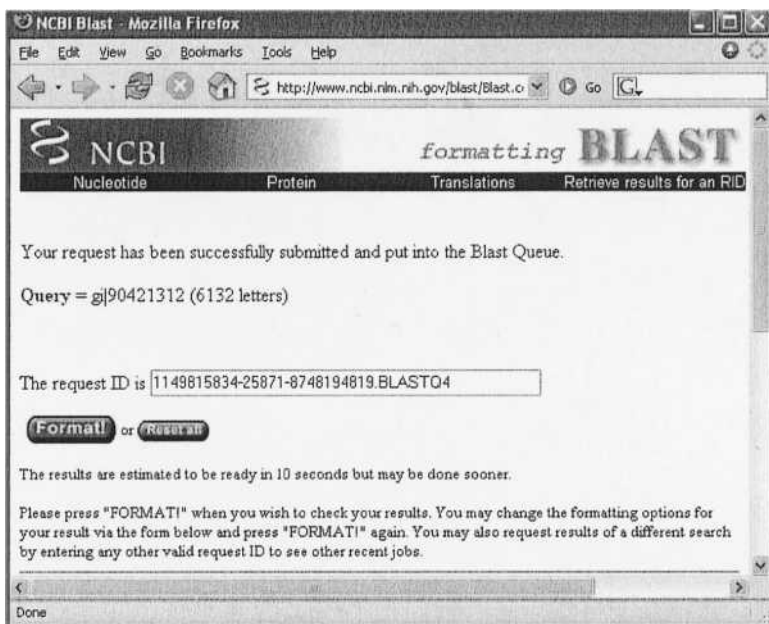 NCBI Blast - Mozilla Firefox
File Edit View Go Bookmarks Tools Help
http://www.ncbi.nlm.nih.gov/blast/Blast.c Go G
NCBI formatting BLAST
Nucleotide Protein Translations Retrieve results for an RID
Your request has been successfully submitted and put into the Blast Queue.
Query = gi|90421312 (6132 letters)
The request ID is 1149815834-25871-8748194819.BLASTQ4
Format! or Reset all
The results are estimated to be ready in 10 seconds but may be done sooner.
Please press "FORMAT!" when you wish to check your results. You may change the formatting options for
your result via the form below and press "FORMAT!" again. You may also request results of a different search
by entering any other valid request ID to see other recent jobs.
Done